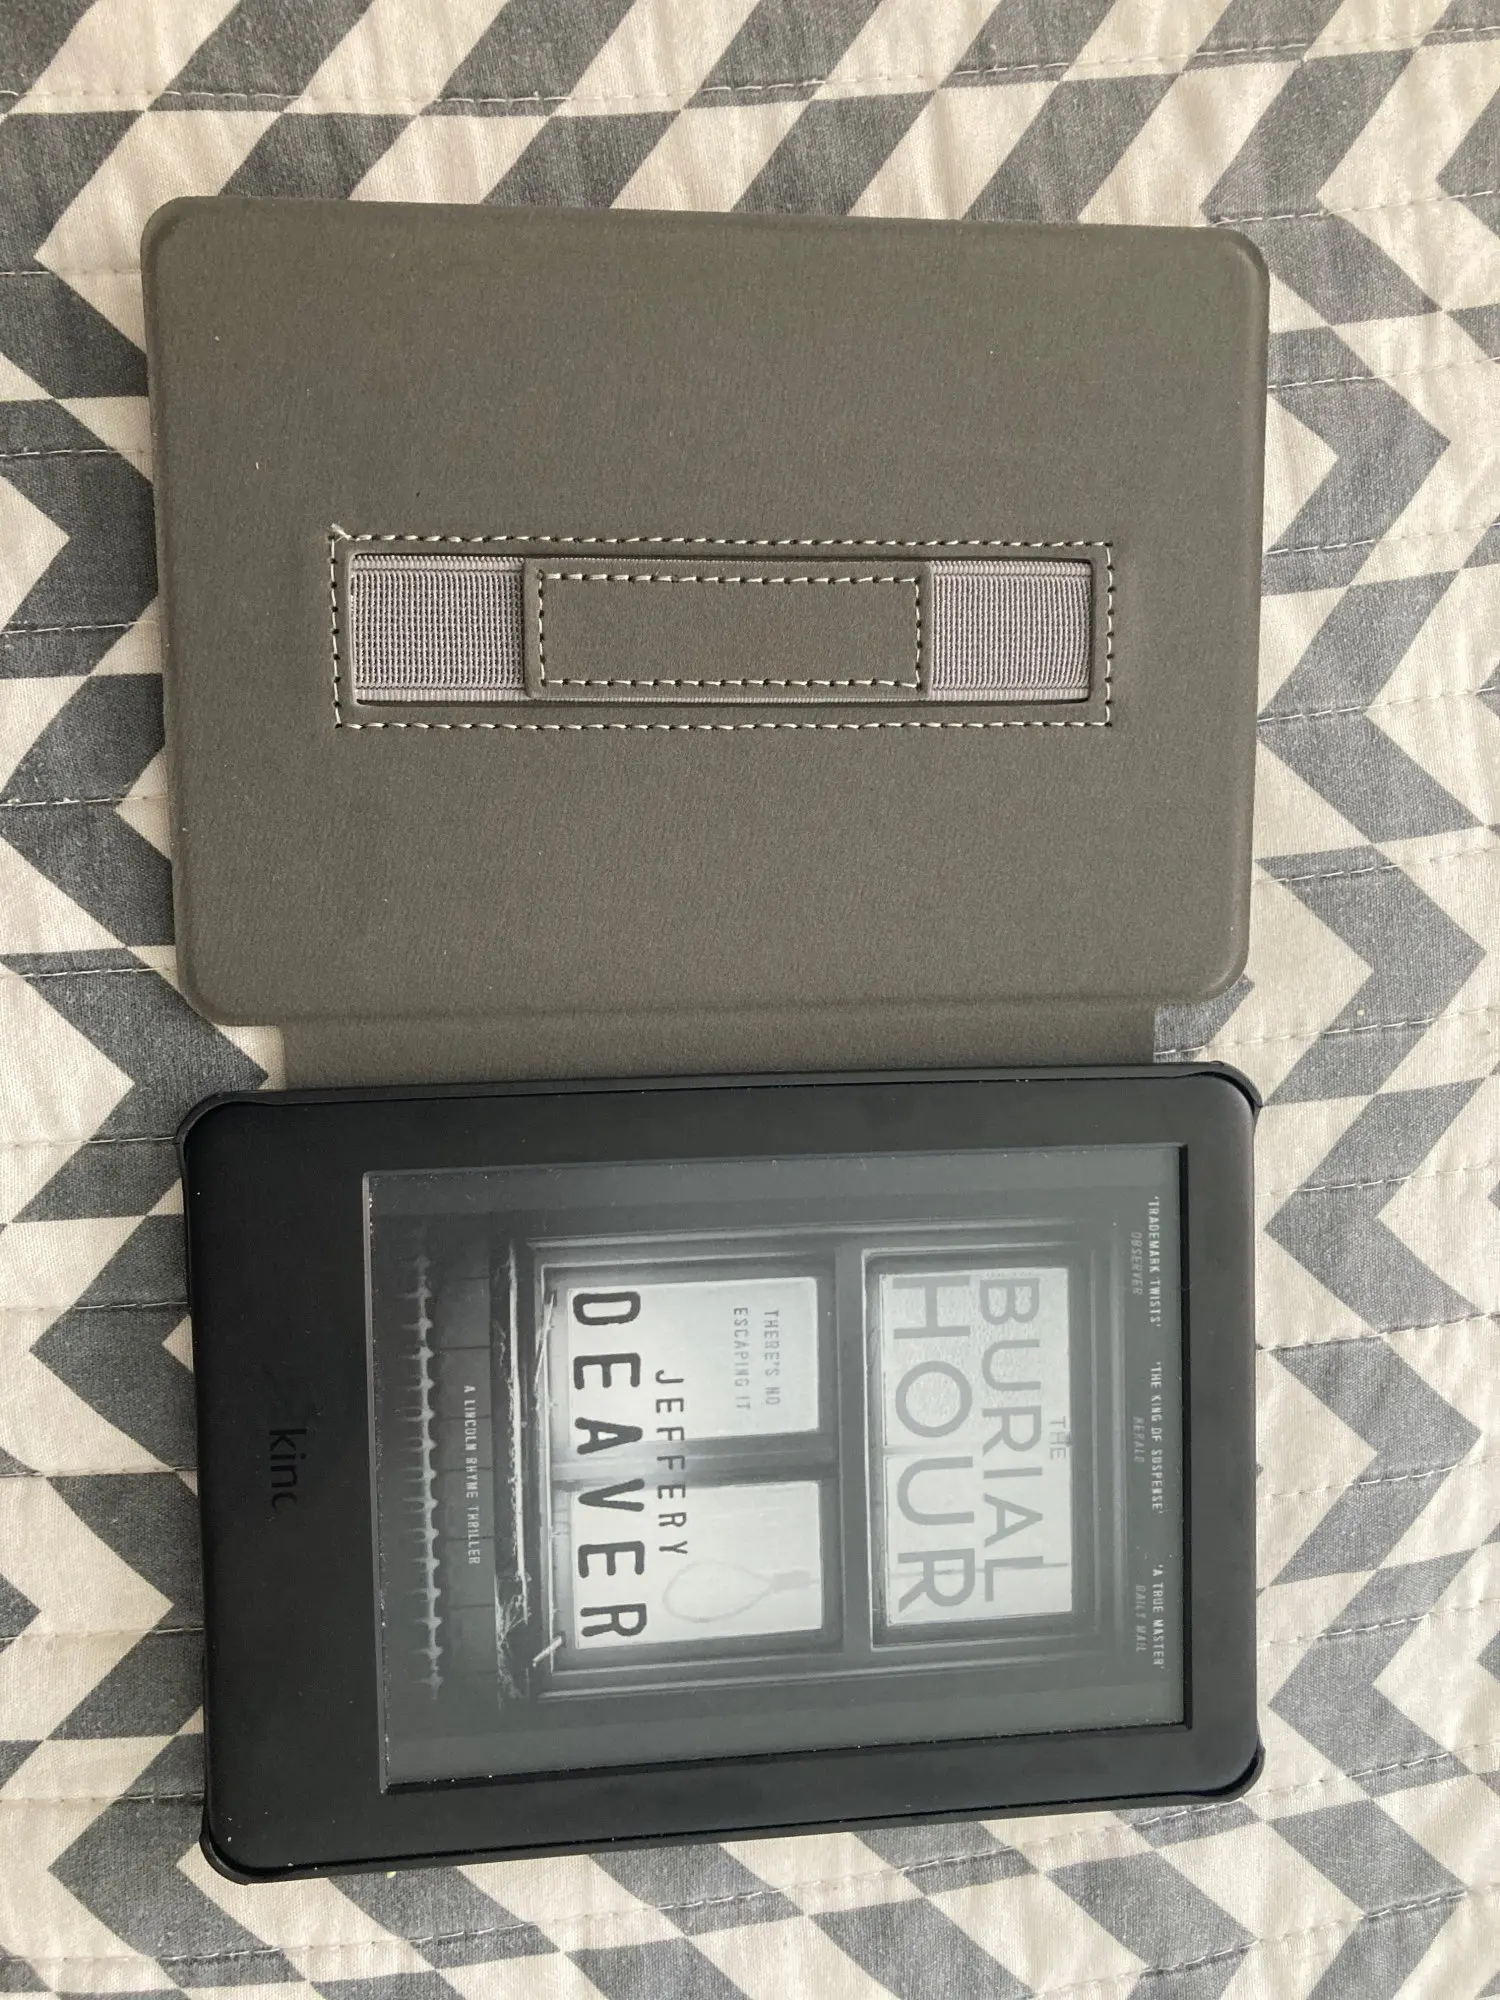 'TRADEMARK TWISTS'
OBSERVER
'THE KING OF SUSPENSE'
HERALD
'A TRUE MASTER'
DAILY MAIL
THE
BURIAL
HOUR
THERE'S NO
ESCAPING IT
JEFFERY
DEAVER
A LINCOLN RHYME THRILLER
kind